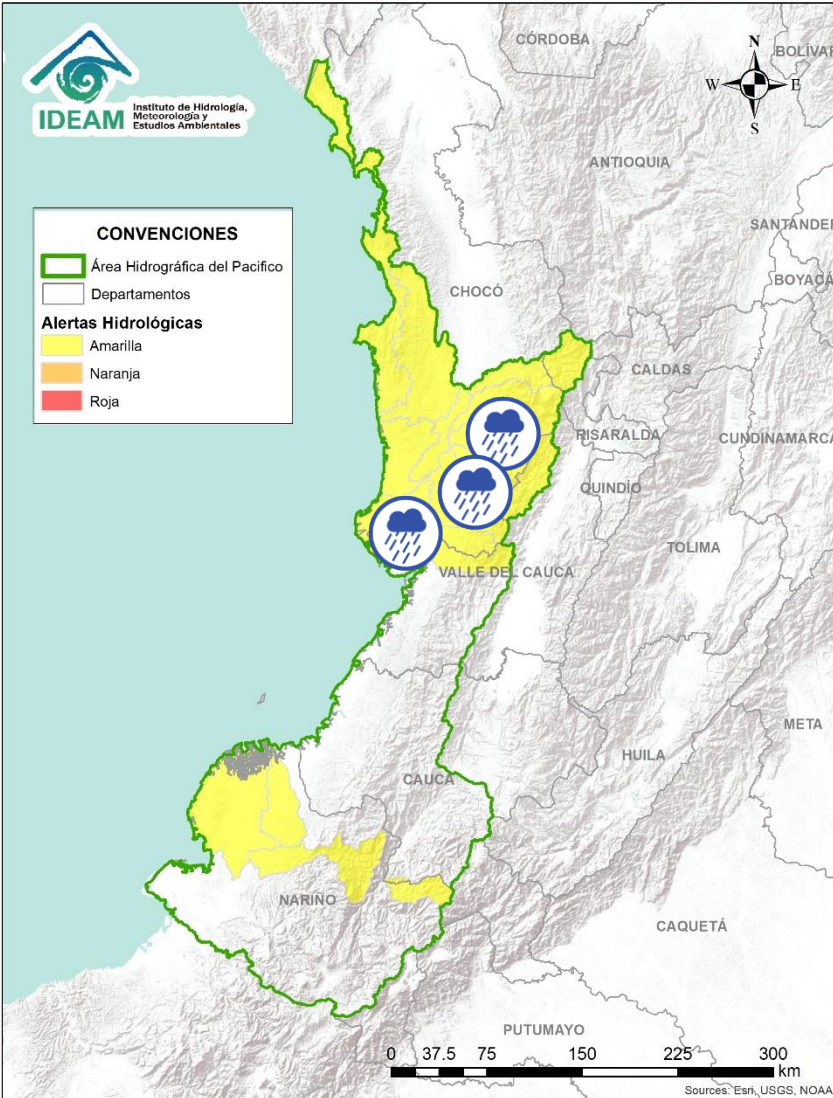 IDEAM
Instituto de Hidrología,
Meteorología y
Estudios Ambientales
CÓRDOBA
BOLÍVAR
N
W
E
S
ANTIOQUIA
SANTANDER
BOYACÁ
CONVENCIONES
Área Hidrográfica del Pacifico
Departamentos
Alertas Hidrológicas
Amarilla
Naranja
Roja
CHOCÓ
CALDAS
RISARALDA
CUNDINAMARCA
QUINDÍO
TOLIMA
VALLE DEL CAUCA
META
HUILA
CAUCA
NARIÑO
CAQUETÁ
PUTUMAYO
0 37.5 75 150 225 300
km
Sources: Esri, USGS, NOAA